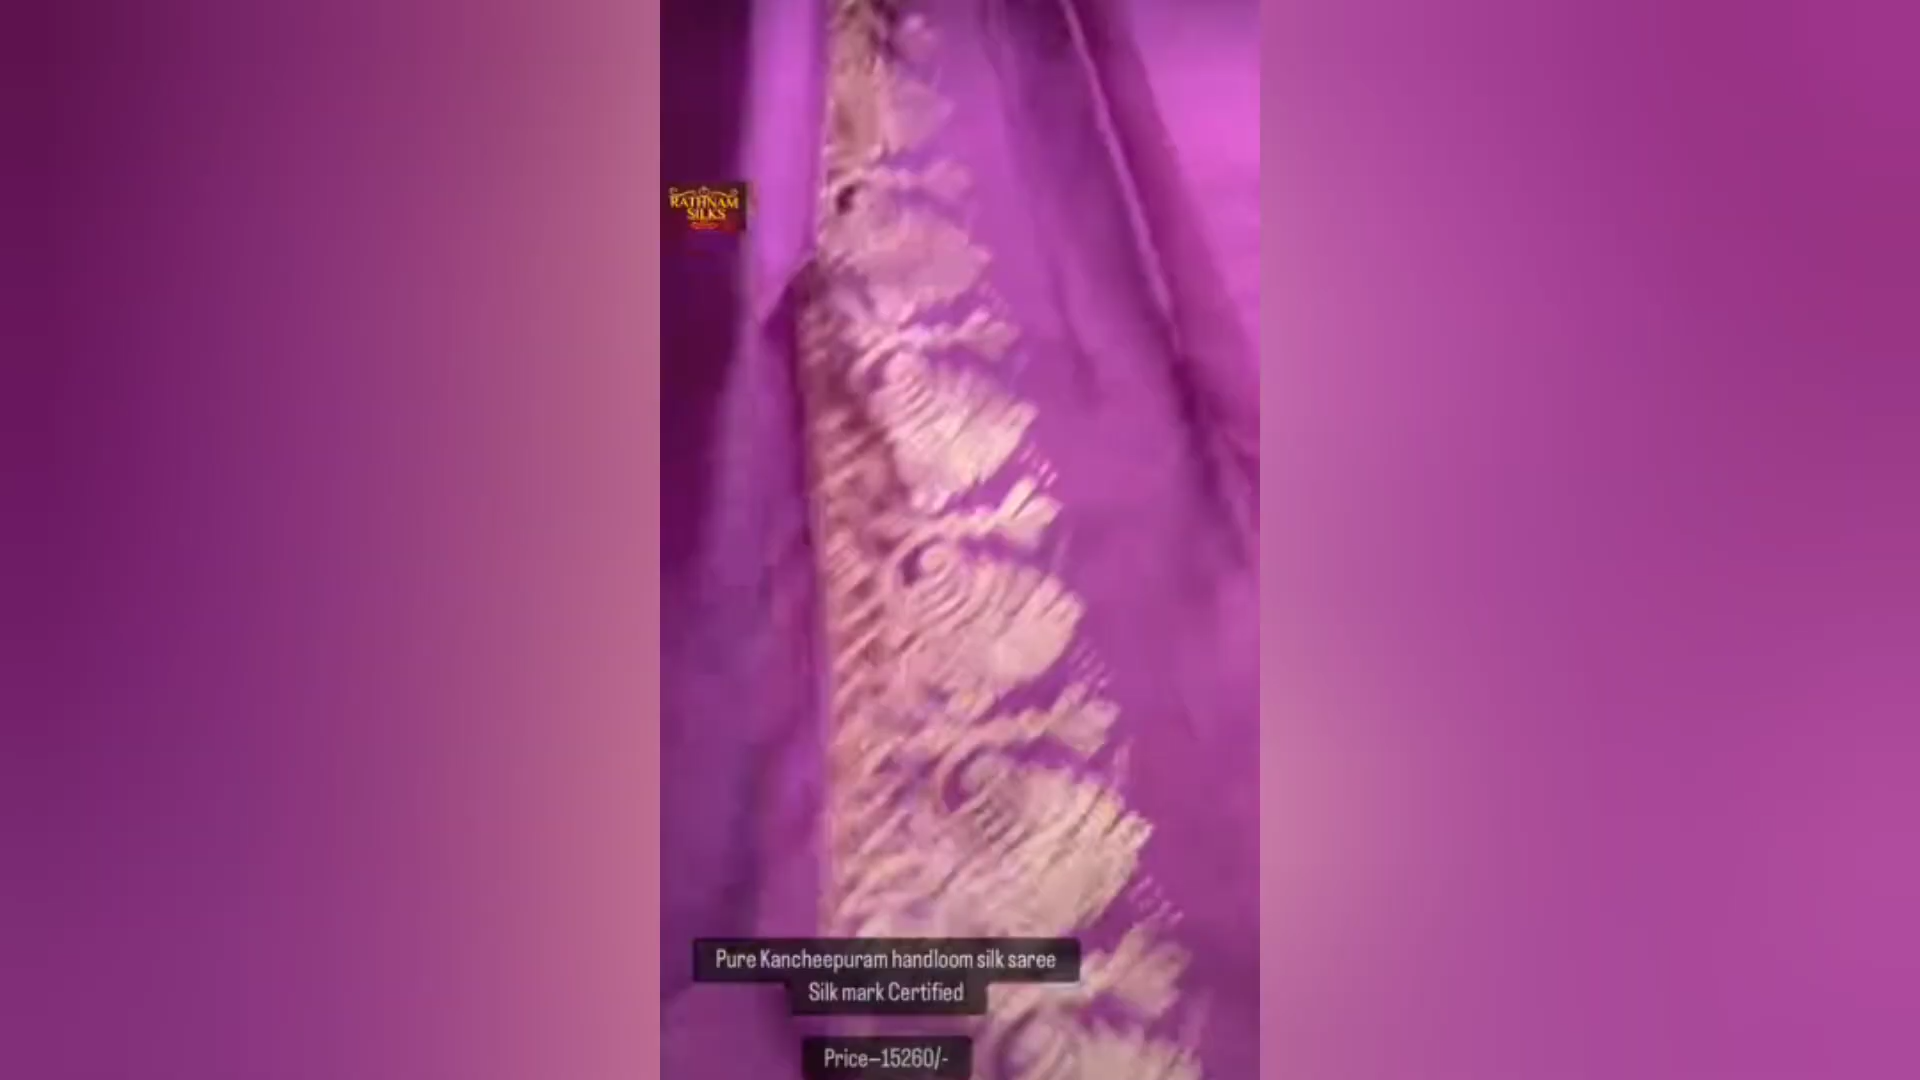 RATHNAM
SILKS
Pure Kancheepuram handloom silk saree
Silk mark Certified
Price–15260/-